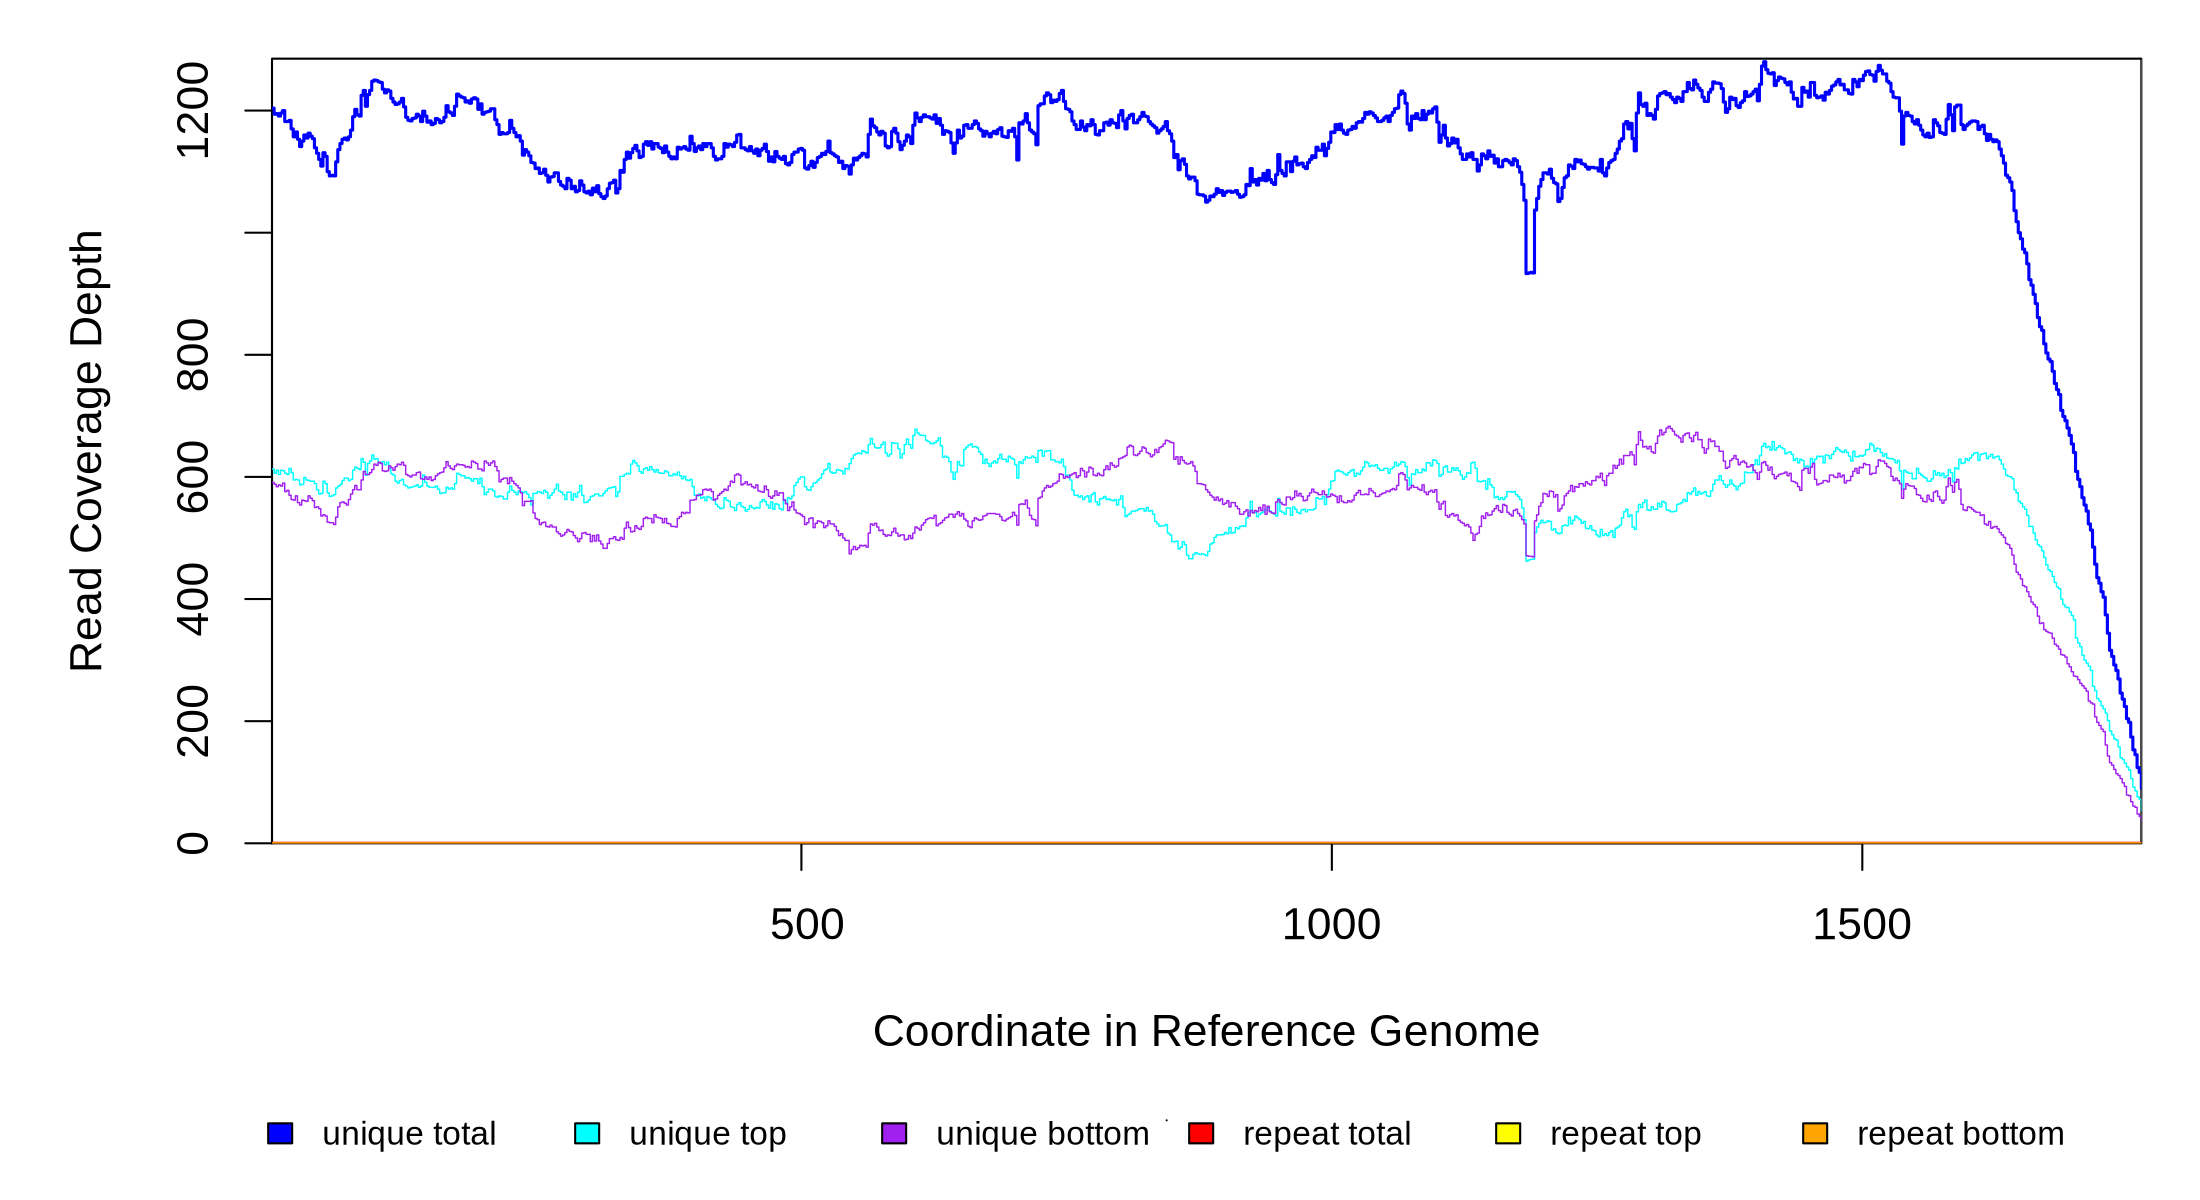 Read Coverage Depth
1200
800
600
400
200
0
500 1000 1500
Coordinate in Reference Genome
unique total unique top unique bottom repeat total repeat top repeat bottom